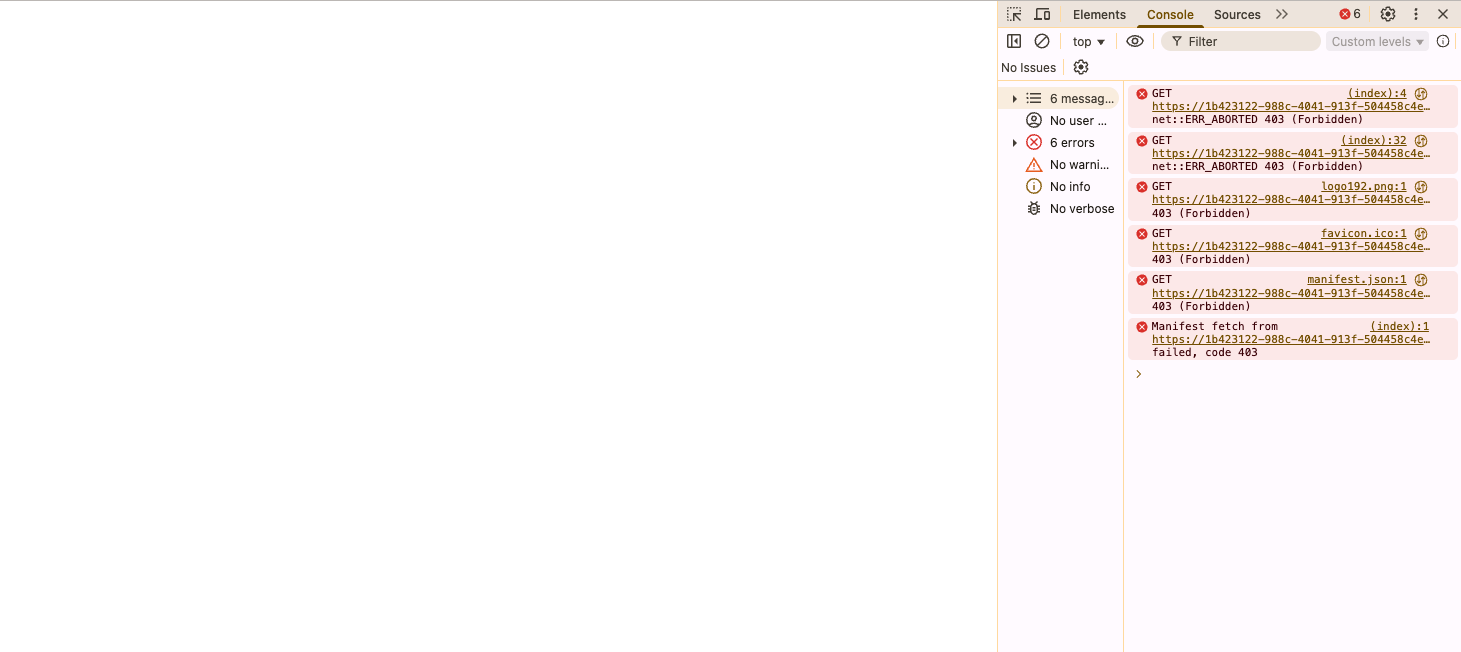 Elements Console Sources 6
top Filter Custom levels
No Issues
6 messag...
No user ...
6 errors
No warni...
No info
No verbose
GET (index):4
https://1b423122-988c-4041-913f-504458c4e…
net::ERR_ABORTED 403 (Forbidden)
GET (index):32
https://1b423122-988c-4041-913f-504458c4e…
net::ERR_ABORTED 403 (Forbidden)
GET logo192.png:1
https://1b423122-988c-4041-913f-504458c4e…
403 (Forbidden)
GET favicon.ico:1
https://1b423122-988c-4041-913f-504458c4e…
403 (Forbidden)
GET manifest.json:1
https://1b423122-988c-4041-913f-504458c4e…
403 (Forbidden)
Manifest fetch from (index):1
https://1b423122-988c-4041-913f-504458c4e…
failed, code 403